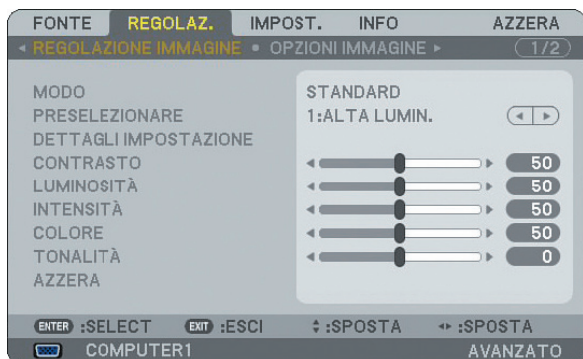 FONTE REGOLAZ. IMPOST. INFO AZZERA
REGOLAZIONE IMMAGINE • OPZIONI IMMAGINE 1/2
MODO STANDARD
PRESELEZIONARE 1:ALTA LUMIN.
DETTAGLI IMPOSTAZIONE
CONTRASTO 50
LUMINOSITÀ 50
INTENSITÀ 50
COLORE 50
TONALITÀ 0
AZZERA
ENTER :SELECT EXIT :ESCI :SPOSTA :SPOSTA
COMPUTER1 AVANZATO